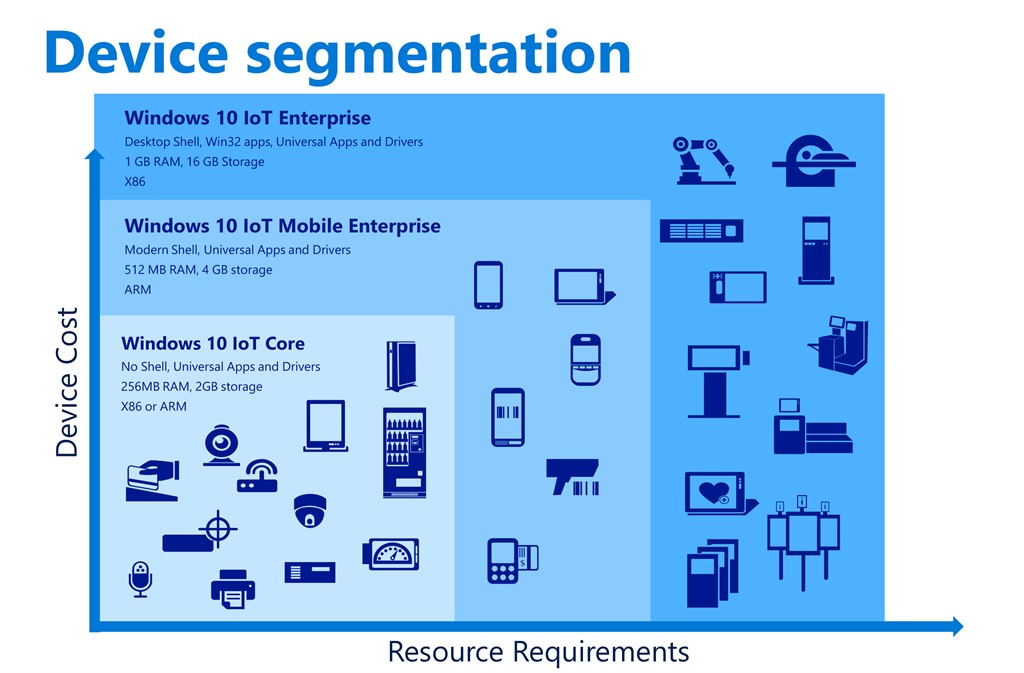 Device segmentation
Windows 10 IoT Enterprise
Desktop Shell, Win32 apps, Universal Apps and Drivers
1 GB RAM, 16 GB Storage
X86
Windows 10 IoT Mobile Enterprise
Modern Shell, Universal Apps and Drivers
512 MB RAM, 4 GB storage
ARM
Windows 10 IoT Core
No Shell, Universal Apps and Drivers
256MB RAM, 2GB storage
X86 or ARM
Device Cost
$
i
i
i
Resource Requirements